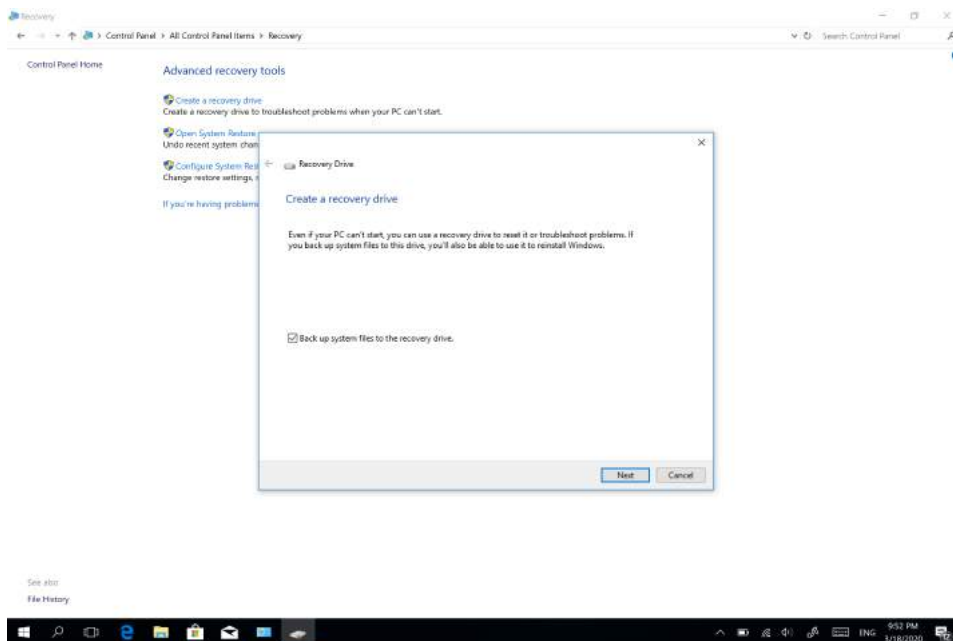 Recovery
Control Panel > All Control Panel Items > Recovery
Search Control Panel
Control Panel Home
Advanced recovery tools
Create a recovery drive
Create a recovery drive to troubleshoot problems when your PC can't start.
Open System Restore
Undo recent system chan
Configure System Res
Change restore settings,
If you're having problems
Recovery Drive
Create a recovery drive
Even if your PC can't start, you can use a recovery drive to reset it or troubleshoot problems. If
you back up system files to this drive, you'll also be able to use it to reinstall Windows.
Back up system files to the recovery drive.
Next
Cancel
See also
File History
ENG
9:52 PM
3/18/2020